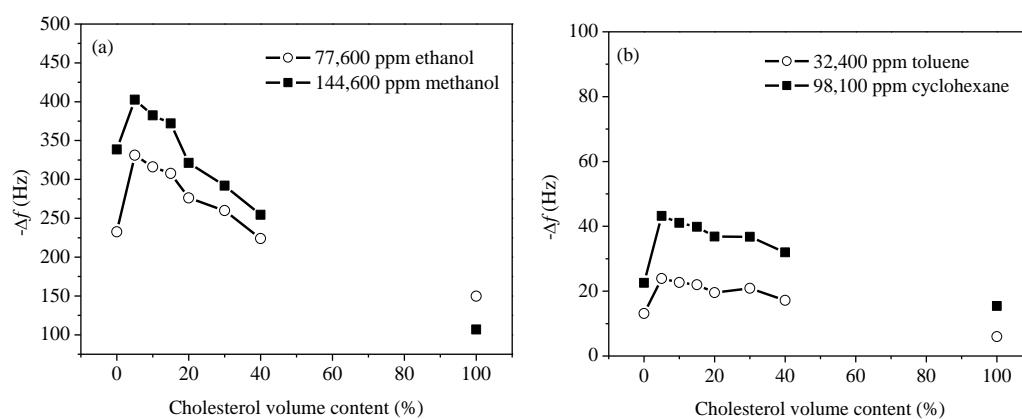 (a)
77,600 ppm ethanol
144,600 ppm methanol
500
450
400
350
300
250
200
150
100
-Δf (Hz)
0 20 40 60 80 100
Cholesterol volume content (%)
(b)
32,400 ppm toluene
98,100 ppm cyclohexane
100
80
60
40
20
0
-Δf (Hz)
0 20 40 60 80 100
Cholesterol volume content (%)